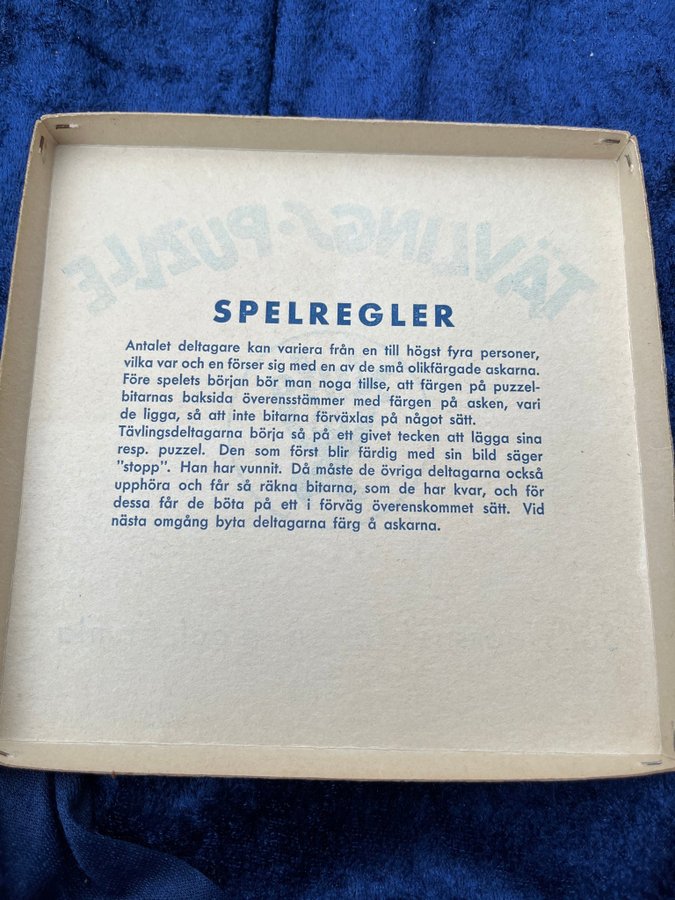 TÄVLINGS-PUZZLE
SPELREGLER
Antalet deltagare kan variera från en till högst fyra personer,
vilka var och en förser sig med en av de små olikfärgade askarna.
Före spelets början bör man noga tillse, att färgen på puzzel-
bitarnas baksida överensstämmer med färgen på asken, vari
de ligga, så att inte bitarna förväxlas på något sätt.
Tävlingsdeltagarna börja så på ett givet tecken att lägga sina
resp. puzzel. Den som först blir färdig med sin bild säger
"stopp". Han har vunnit. Då måste de övriga deltagarna också
upphöra och får så räkna bitarna, som de har kvar, och för
dessa får de böta på ett i förväg överenskommet sätt. Vid
nästa omgång byta deltagarna färg å askarna.